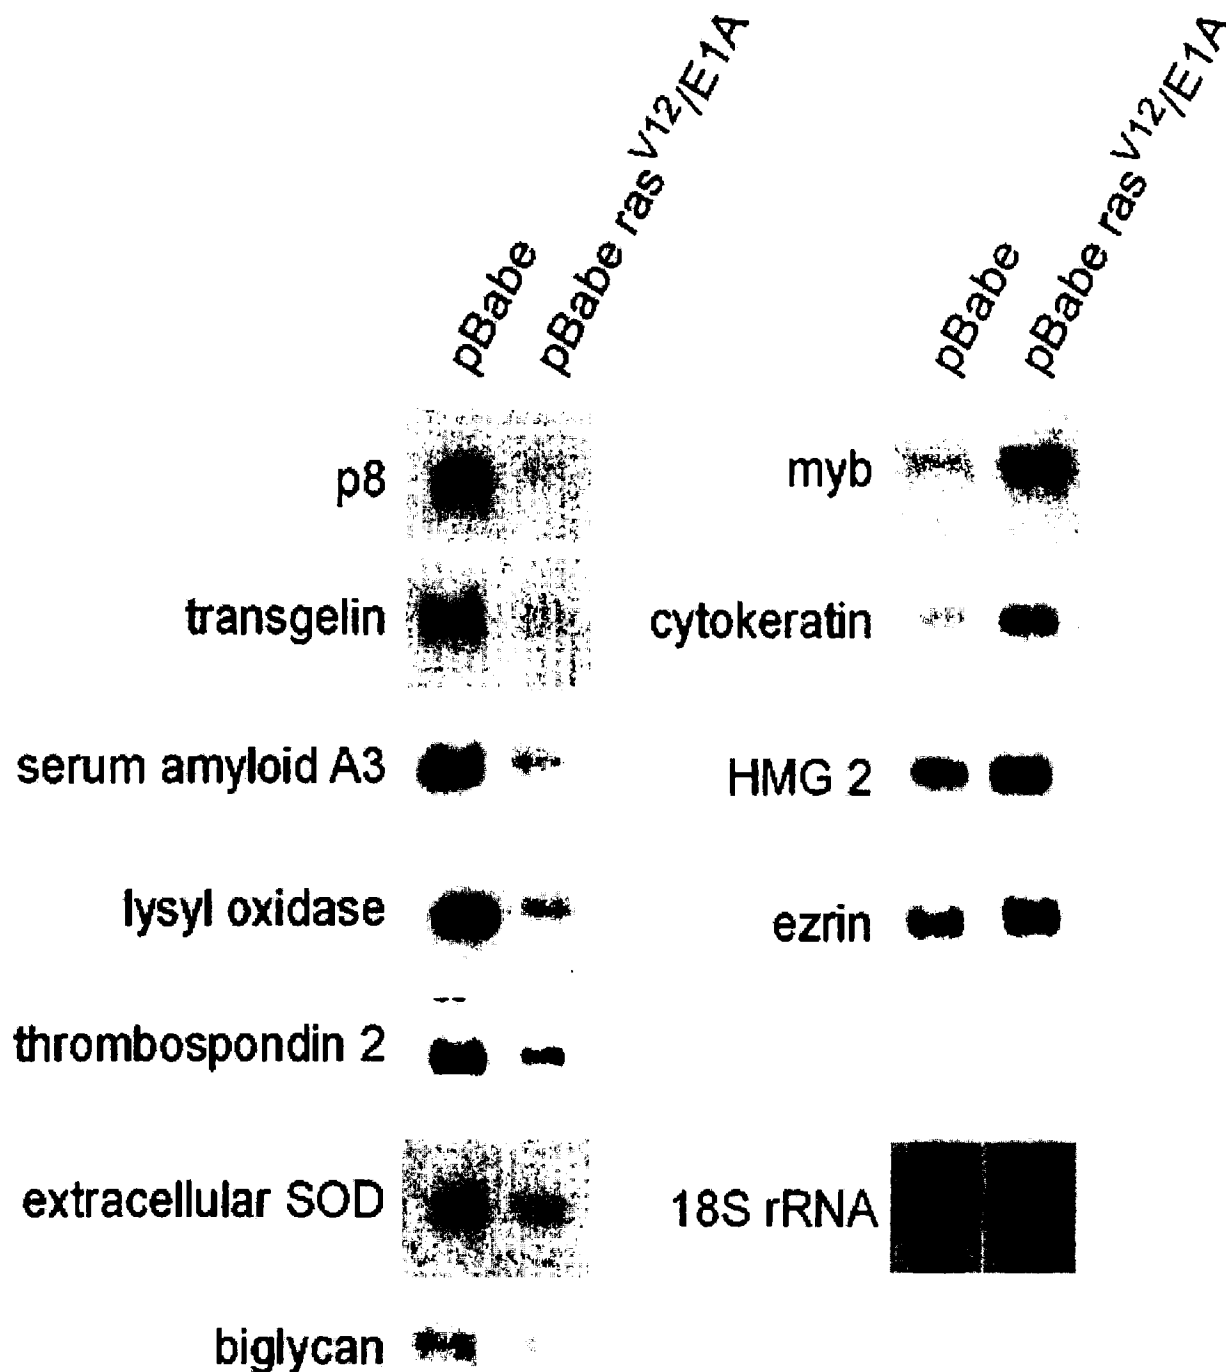 pBabe
pBabe ras V12/E1A
pBabe
pBabe ras V12/E1A
p8
transgelin
serum amyloid A3
lysyl oxidase
thrombospondin 2
extracellular SOD
biglycan
myb
cytokeratin
HMG 2
ezrin
18S rRNA